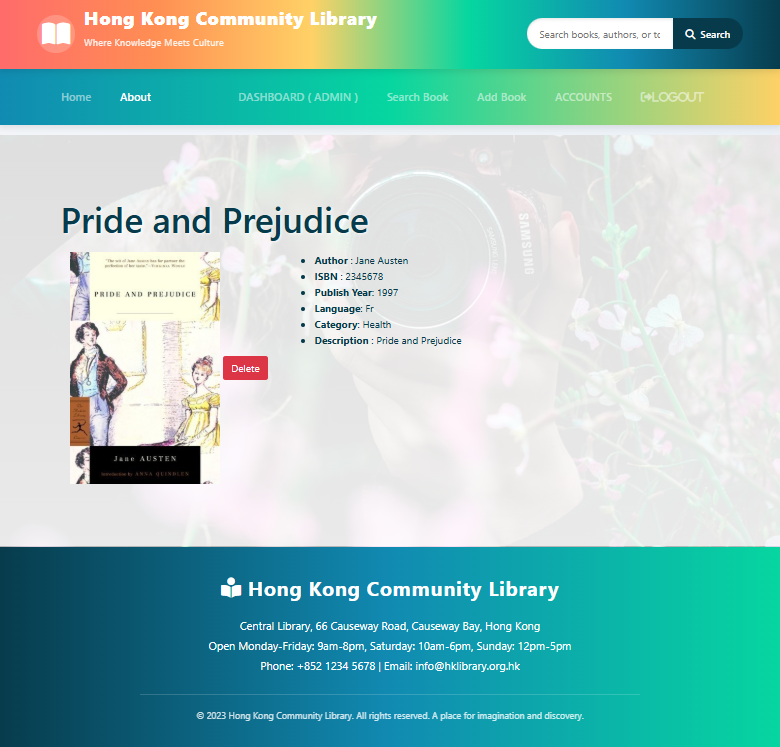 Hong Kong Community Library
Where Knowledge Meets Culture
Search books, authors, or to
Search
Home
About
DASHBOARD ( ADMIN )
Search Book
Add Book
ACCOUNTS
LOGOUT
SAMSUNG
Pride and Prejudice
PRIDE AND PREJUDICE
Jane AUSTEN
introduction by ANNA QUINDLEN
Delete
Author : Jane Austen
ISBN : 2345678
Publish Year: 1997
Language: Fr
Category: Health
Description : Pride and Prejudice
Hong Kong Community Library
Central Library, 66 Causeway Road, Causeway Bay, Hong Kong
Open Monday-Friday: 9am-8pm, Saturday: 10am-6pm, Sunday: 12pm-5pm
Phone: +852 1234 5678 | Email: info@hklibrary.org.hk
© 2023 Hong Kong Community Library. All rights reserved. A place for imagination and discovery.